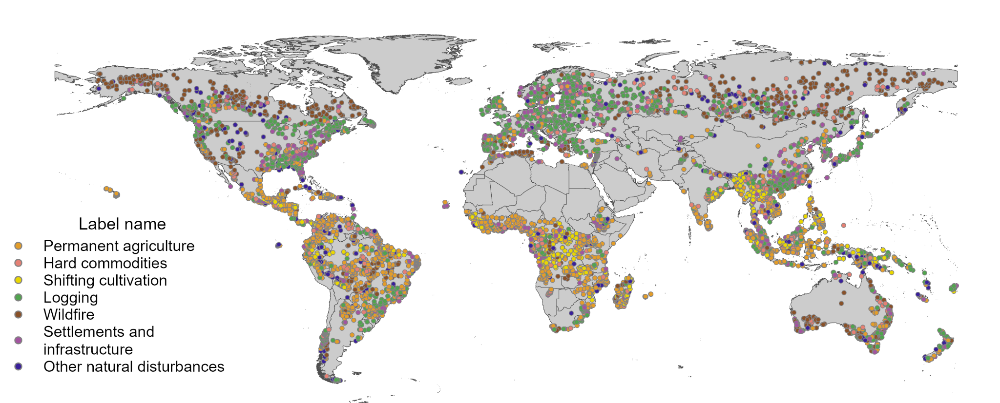 Label name
Permanent agriculture
Hard commodities
Shifting cultivation
Logging
Wildfire
Settlements and
infrastructure
Other natural disturbances